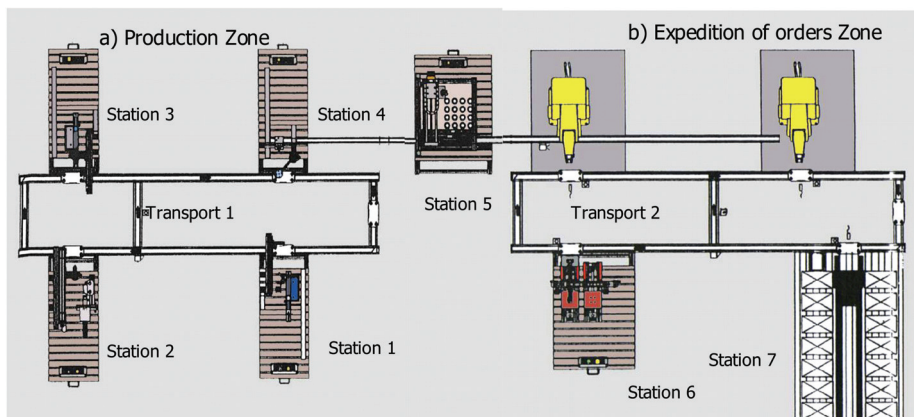 a) Production Zone
b) Expedition of orders Zone
Station 3
Station 4
Station 5
Transport 1
Transport 2
Station 2
Station 1
Station 7
Station 6